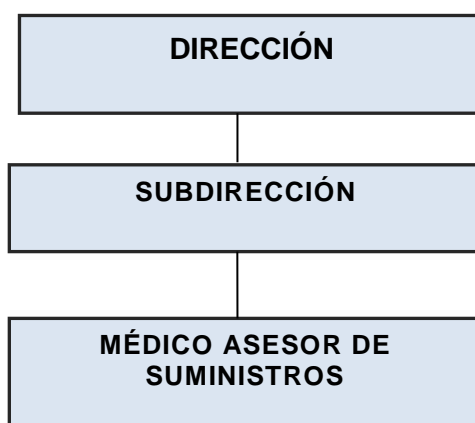 DIRECCIÓN
SUBDIRECCIÓN
MÉDICO ASESOR DE
SUMINISTROS